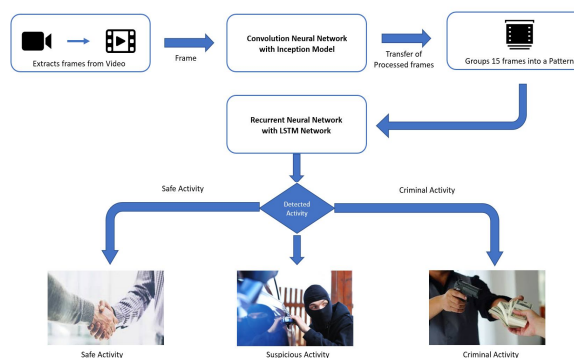 Extracts frames from Video
Frame
Convolution Neural Network
with Inception Model
Transfer of
Processed frames
Groups 15 frames into a Pattern
Recurrent Neural Network
with LSTM Network
Safe Activity
Detected
Activity
Criminal Activity
Safe Activity
Suspicious Activity
Criminal Activity